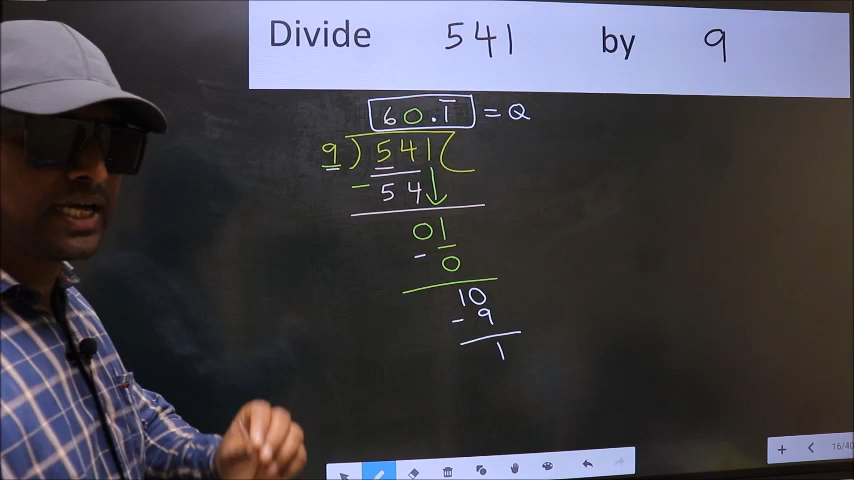 Divide 541 by 9
60.1̅ = Q
9 ) 541 (
- 54
01
- 0
10
- 9
1
16/40